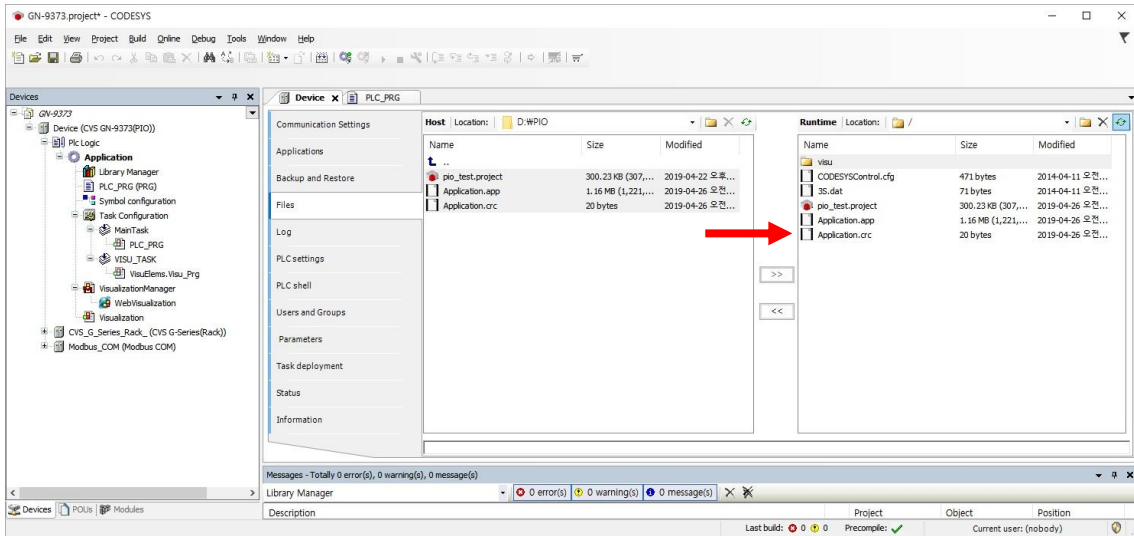 GN-9373.project* - CODESYS
File Edit View Project Build Online Debug Tools Window Help
Devices
GN-9373
Device (CVS GN-9373(PIO))
Plc Logic
Application
Library Manager
PLC_PRG (PRG)
Symbol configuration
Task Configuration
MainTask
PLC_PRG
VISU_TASK
VisuElems.Visu_Prg
VisualizationManager
WebVisualization
Visualization
CVS_G_Series_Rack_ (CVS G-Series(Rack))
Modbus_COM (Modbus COM)
Devices POUs Modules
Device PLC_PRG
Communication Settings
Applications
Backup and Restore
Files
Log
PLC settings
PLC shell
Users and Groups
Parameters
Task deployment
Status
Information
Host Location: D:₩PIO
Name Size Modified
..
pio_test.project 300.23 KB (307,... 2019-04-22 오후...
Application.app 1.16 MB (1,221,... 2019-04-26 오전...
Application.crc 20 bytes 2019-04-26 오전...
>>
<<
Runtime Location: /
Name Size Modified
visu
CODESYSControl.cfg 471 bytes 2014-04-11 오전...
3S.dat 71 bytes 2014-04-11 오전...
pio_test.project 300.23 KB (307,... 2019-04-26 오전...
Application.app 1.16 MB (1,221,... 2019-04-26 오전...
Application.crc 20 bytes 2019-04-26 오전...
Messages - Totally 0 error(s), 0 warning(s), 0 message(s)
Library Manager 0 error(s) 0 warning(s) 0 message(s)
Description Project Object Position
Last build: 0 0 Precompile: Current user: (nobody)